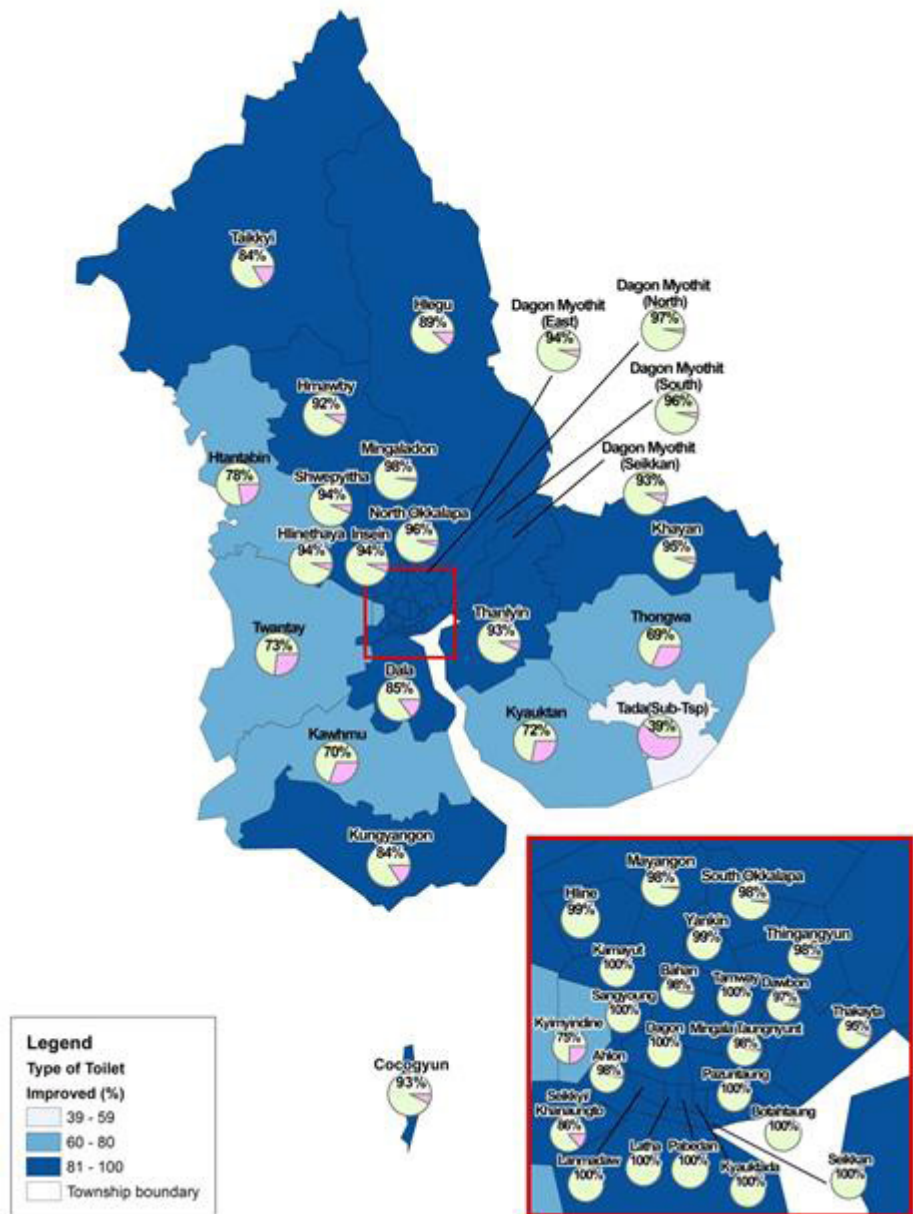 Taikkyi
84%
Hlegu
89%
Dagon Myothit
(East)
94%
Dagon Myothit
(North)
97%
Dagon Myothit
(South)
96%
Dagon Myothit
(Seikkan)
93%
Hmawby
92%
Mingaladon
98%
Htantabin
78%
Shwepyitha
94%
North Okkalapa
96%
Hlinethaya
94%
Insein
94%
Khayan
95%
Twantay
73%
Thanlyin
93%
Thongwa
69%
Dala
85%
Kyauktan
72%
Tada(Sub-Tsp)
39%
Kawhmu
70%
Kungyangon
84%
Cocogyun
93%
Mayangon
98%
South Okkalapa
98%
Hline
99%
Yankin
99%
Thingangyun
98%
Kamayut
100%
Bahan
98%
Tamway
100%
Dawbon
97%
Sangyoung
100%
Thakayta
95%
Kyimyindine
75%
Dagon
100%
Mingala Taungnyunt
98%
Ahlon
98%
Pazuntaung
100%
Seikkyi/
Khanaungto
86%
Botahtaung
100%
Lanmadaw
100%
Latha
100%
Pabedan
100%
Kyauktada
100%
Seikkan
100%
Legend
Type of Toilet
Improved (%)
39 - 59
60 - 80
81 - 100
Township boundary